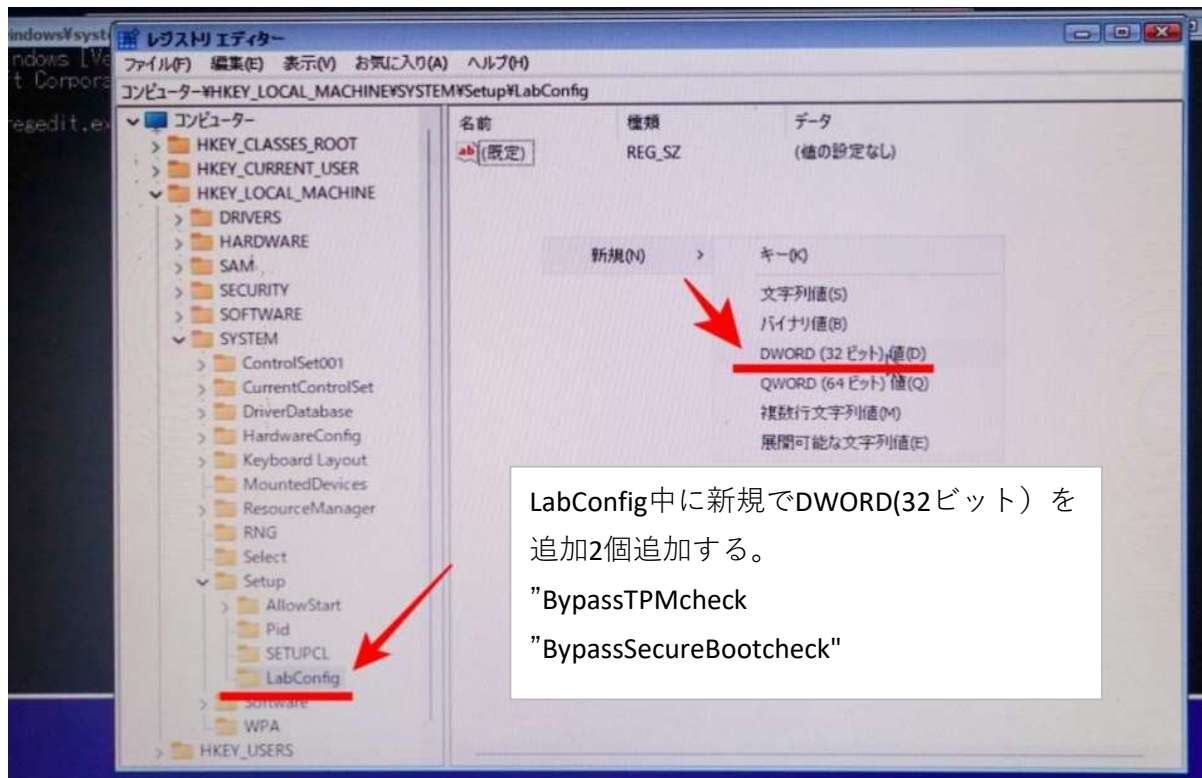 indows¥syst
ndows [Ve
t Corpora
regedit.ex
レジストリ エディター
ファイル(F) 編集(E) 表示(V) お気に入り(A) ヘルプ(H)
コンピューター¥HKEY_LOCAL_MACHINE¥SYSTEM¥Setup¥LabConfig
コンピューター
HKEY_CLASSES_ROOT
HKEY_CURRENT_USER
HKEY_LOCAL_MACHINE
DRIVERS
HARDWARE
SAM
SECURITY
SOFTWARE
SYSTEM
ControlSet001
CurrentControlSet
DriverDatabase
HardwareConfig
Keyboard Layout
MountedDevices
ResourceManager
RNG
Select
Setup
AllowStart
Pid
SETUPCL
LabConfig
Software
WPA
HKEY_USERS
名前 種類 データ
ab (既定) REG_SZ (値の設定なし)
新規(N) >
キー(K)
文字列値(S)
バイナリ値(B)
DWORD (32 ビット) 値(D)
QWORD (64 ビット) 値(Q)
複数行文字列値(M)
展開可能な文字列値(E)
LabConfig中に新規でDWORD(32ビット）を
追加2個追加する。
”BypassTPMcheck
”BypassSecureBootcheck"